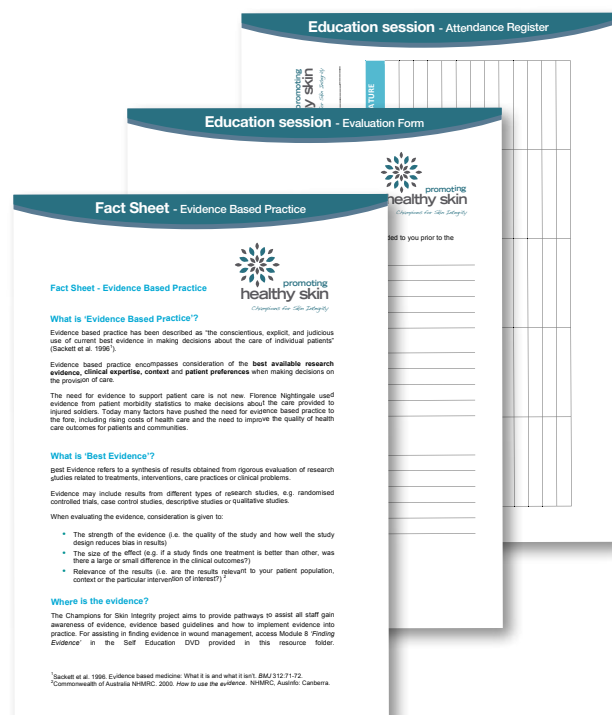 Education session - Attendance Register
promoting
healthy skin
Education session - Evaluation Form
promoting
healthy skin
Champions for Skin Integrity
to you prior to the
Fact Sheet - Evidence Based Practice
promoting
healthy skin
Champions for Skin Integrity
Fact Sheet - Evidence Based Practice
What is ‘Evidence Based Practice’?
Evidence based practice has been described as “the conscientious, explicit, and judicious
use of current best evidence in making decisions about the care of individual patients”
(Sackett et al. 1996¹).
Evidence based practice encompasses consideration of the best available research
evidence, clinical expertise, context and patient preferences when making decisions on
the provision of care.
The need for evidence to support patient care is not new. Florence Nightingale used
evidence from patient morbidity statistics to make decisions about the care provided to
injured soldiers. Today many factors have pushed the need for evidence based practice to
the fore, including rising costs of health care and the need to improve the quality of health
care outcomes for patients and communities.
What is ‘Best Evidence’?
Best Evidence refers to a synthesis of results obtained from rigorous evaluation of research
studies related to treatments, interventions, care practices or clinical problems.
Evidence may include results from different types of research studies, e.g. randomised
controlled trials, case control studies, descriptive studies or qualitative studies.
When evaluating the evidence, consideration is given to:
• The strength of the evidence (i.e. the quality of the study and how well the study
design reduces bias in results)
• The size of the effect (e.g. if a study finds one treatment is better than other, was
there a large or small difference in the clinical outcomes?)
• Relevance of the results (i.e. are the results relevant to your patient population,
context or the particular intervention of interest?) ²
Where is the evidence?
The Champions for Skin Integrity project aims to provide pathways to assist all staff gain
awareness of evidence, evidence based guidelines and how to implement evidence into
practice. For assisting in finding evidence in wound management, access Module 8 ‘Finding
Evidence’ in the Self Education DVD provided in this resource folder.
¹Sackett et al. 1996. Evidence based medicine: What it is and what it isn't. BMJ 312:71-72.
²Commonwealth of Australia NHMRC. 2000. How to use the evidence. NHMRC, AusInfo: Canberra.